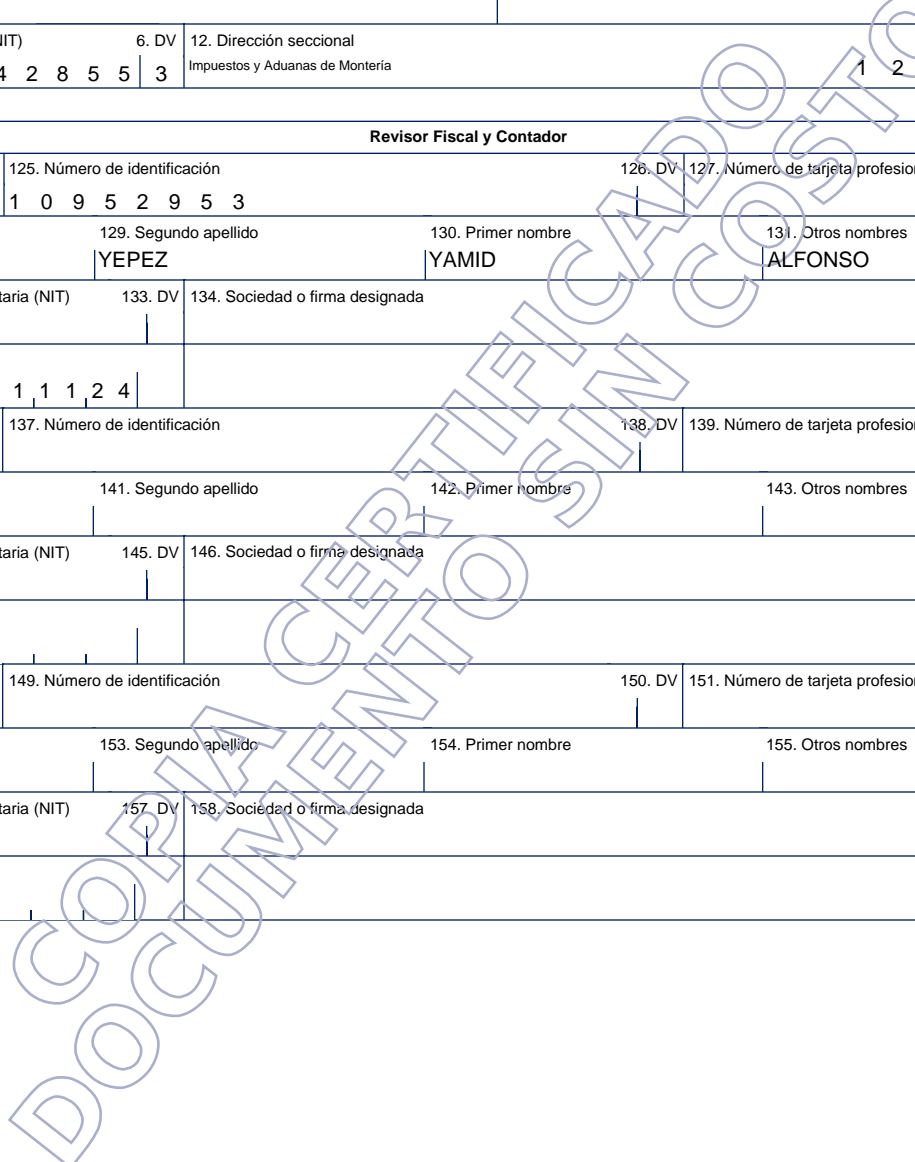 NIT) 6. DV 12. Dirección seccional
4 2 8 5 5 3 Impuestos y Aduanas de Montería 1 2
Revisor Fiscal y Contador
125. Número de identificación 126. DV 127. Número de tarjeta profesion
1 0 9 5 2 9 5 3
129. Segundo apellido 130. Primer nombre 131. Otros nombres
YEPEZ YAMID ALFONSO
taria (NIT) 133. DV 134. Sociedad o firma designada
1 1 1 2 4
137. Número de identificación 138. DV 139. Número de tarjeta profesion
141. Segundo apellido 142. Primer nombre 143. Otros nombres
taria (NIT) 145. DV 146. Sociedad o firma designada
149. Número de identificación 150. DV 151. Número de tarjeta profesion
153. Segundo apellido 154. Primer nombre 155. Otros nombres
taria (NIT) 157. DV 158. Sociedad o firma designada
COPIA CERTIFICADO
DOCUMENTO SIN COSTO